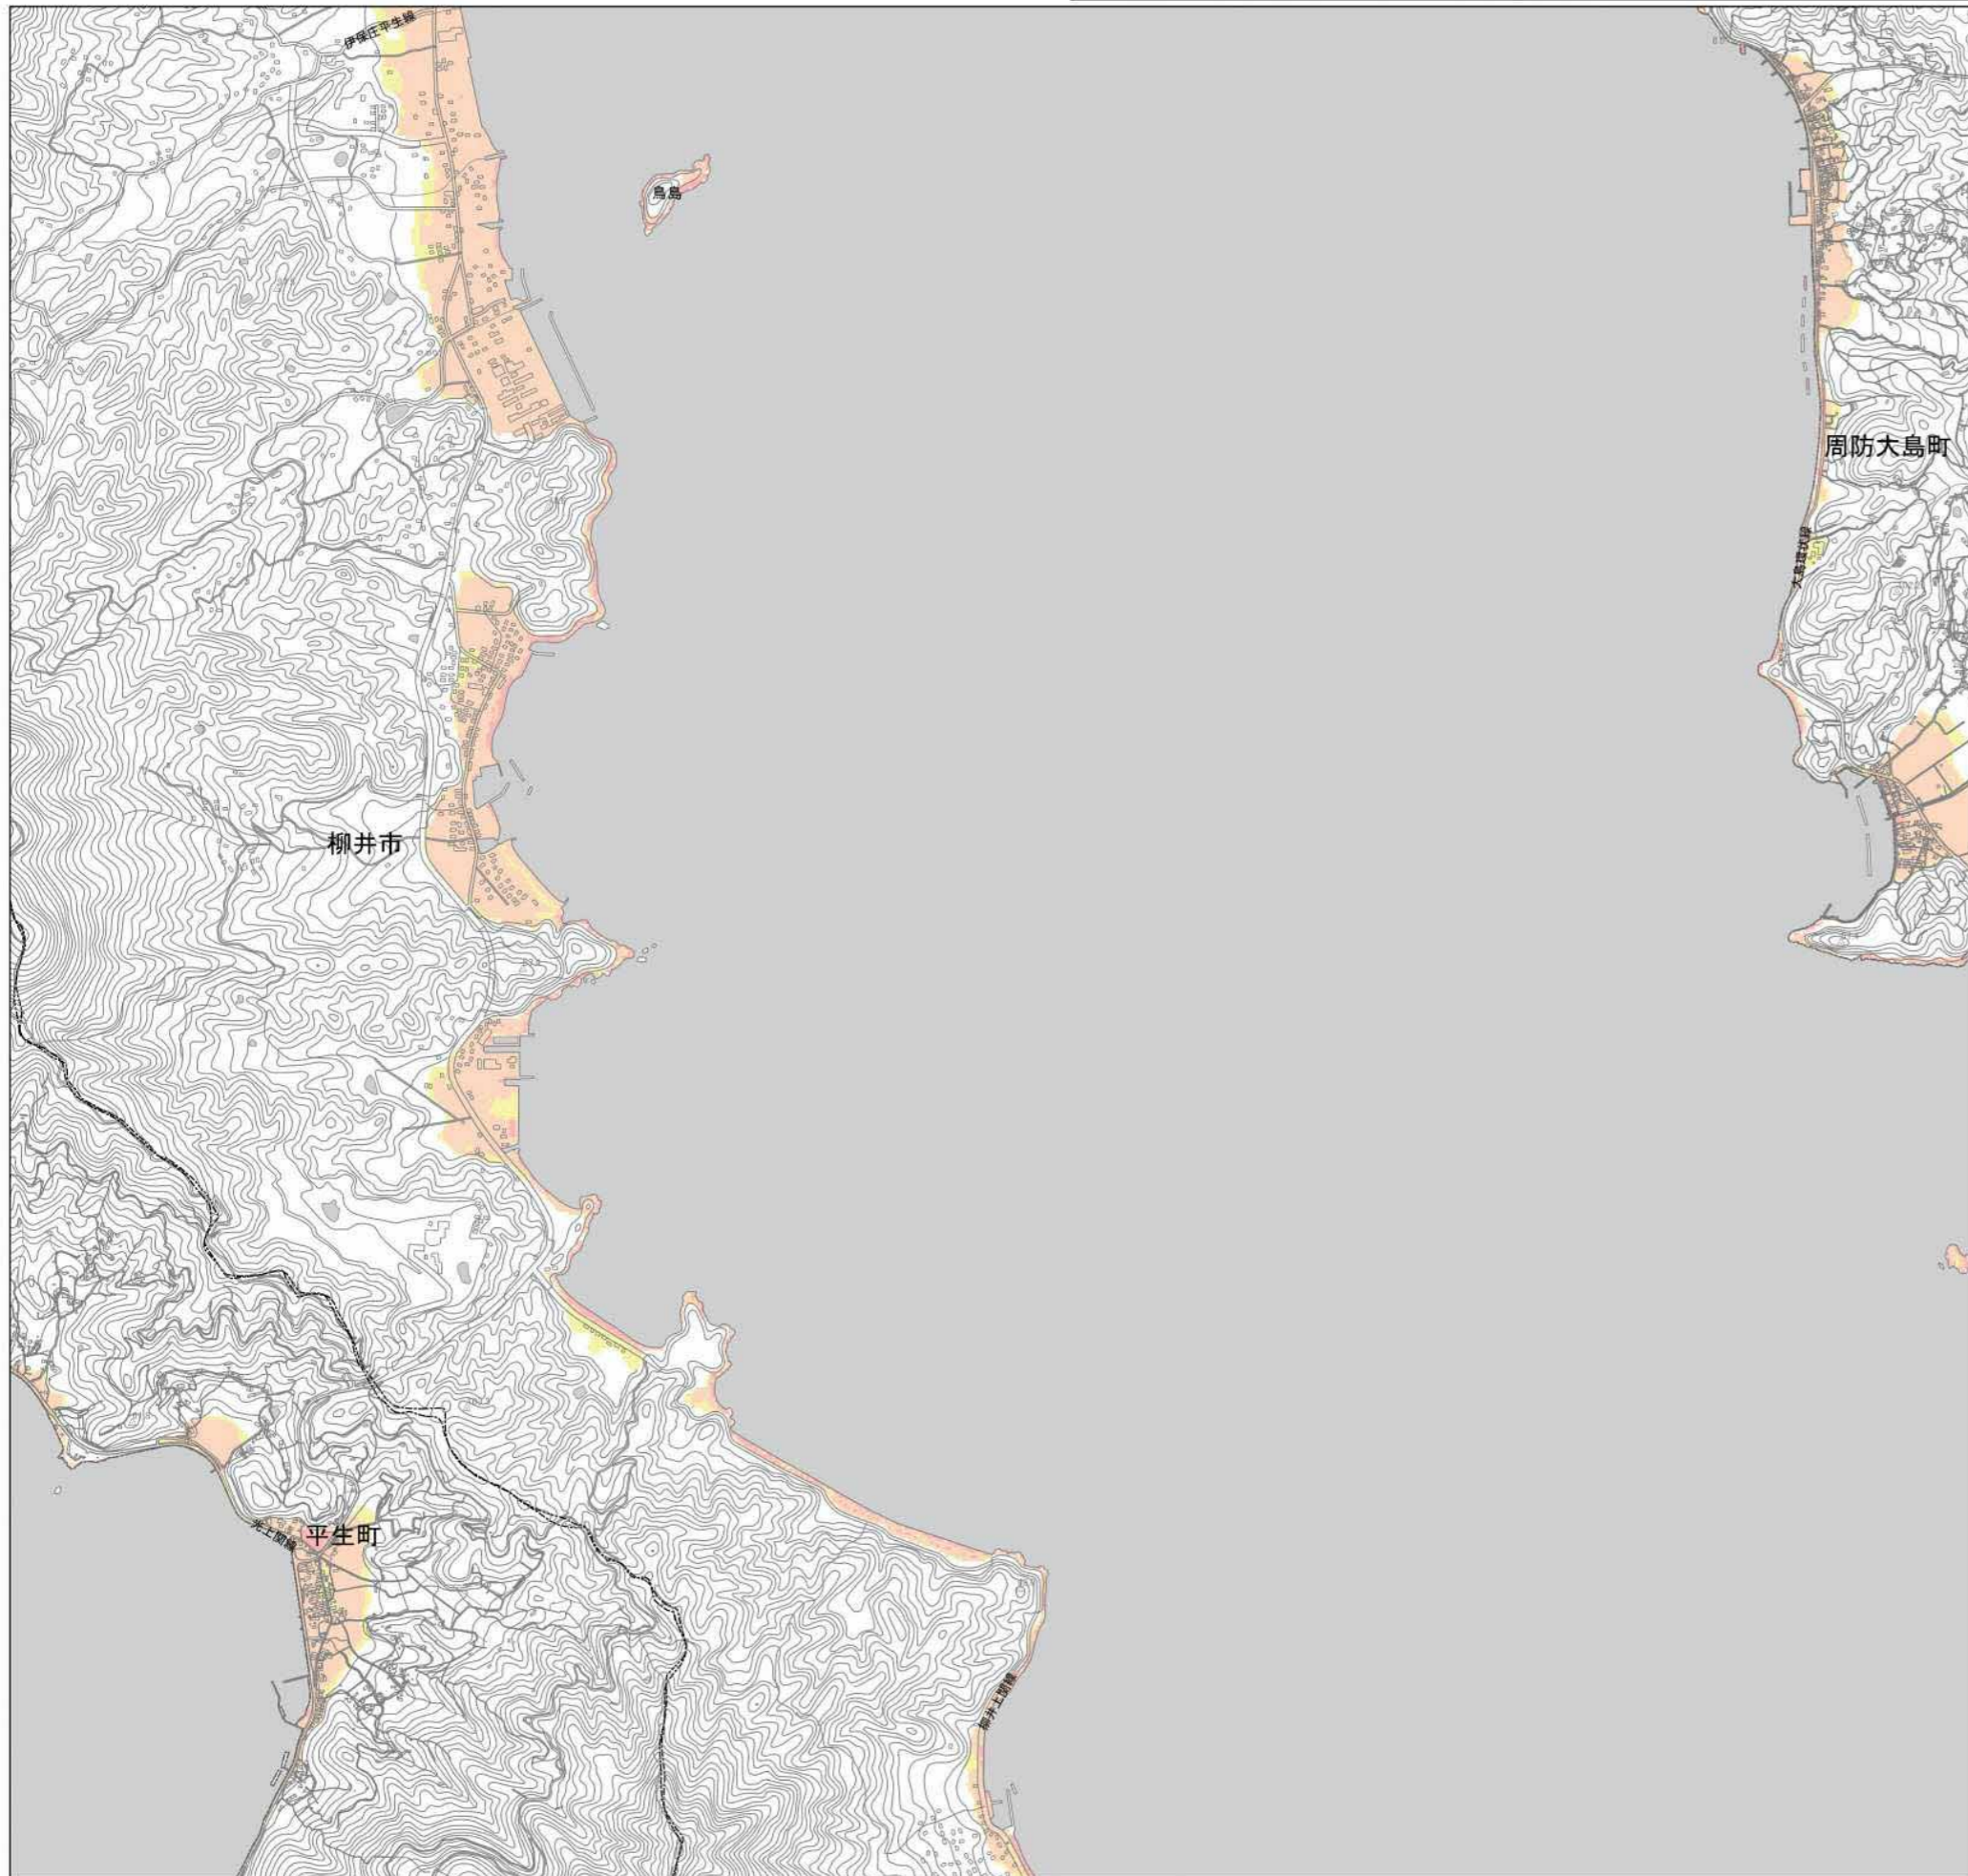 伊保庄平生線
烏島
周防大島町
大島環状線
柳井市
光上関線
平生町
柳井上関線